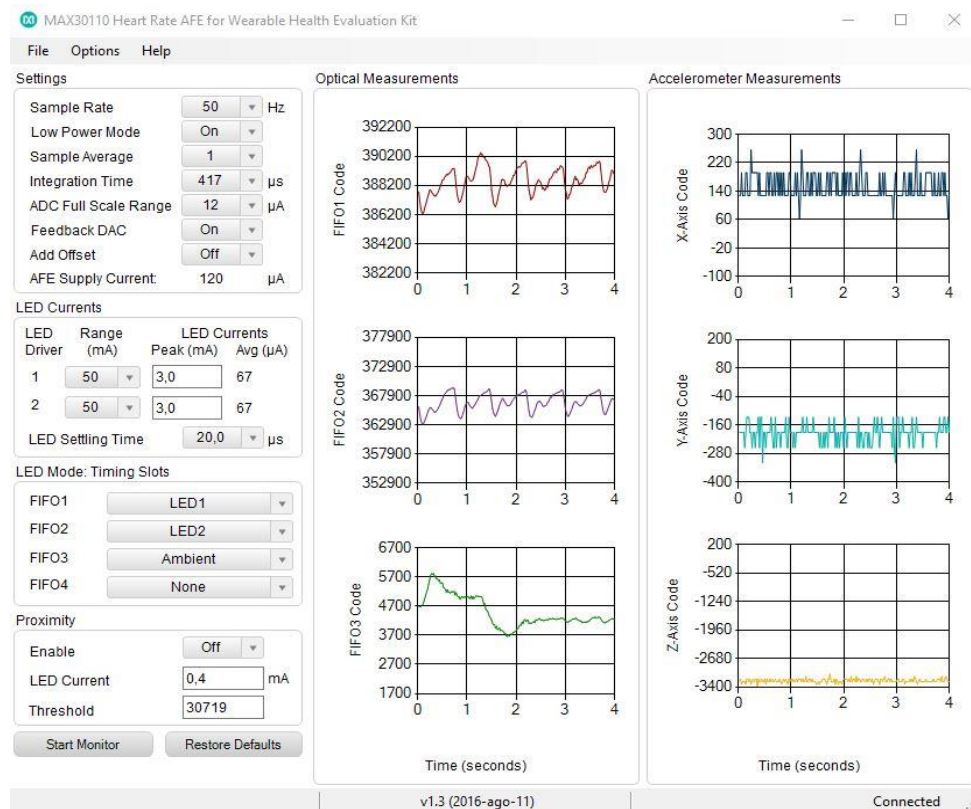 MAX30110 Heart Rate AFE for Wearable Health Evaluation Kit
File Options Help
Settings
Sample Rate 50 Hz
Low Power Mode On
Sample Average 1
Integration Time 417 µs
ADC Full Scale Range 12 µA
Feedback DAC On
Add Offset Off
AFE Supply Current: 120 µA
LED Currents
LED Range LED Currents
Driver (mA) Peak (mA) Avg (µA)
1 50 3,0 67
2 50 3,0 67
LED Settling Time 20,0 µs
LED Mode: Timing Slots
FIFO1 LED1
FIFO2 LED2
FIFO3 Ambient
FIFO4 None
Proximity
Enable Off
LED Current 0,4 mA
Threshold 30719
Start Monitor Restore Defaults
Optical Measurements
FIFO1 Code
392200
390200
388200
386200
384200
382200
0 1 2 3 4
FIFO2 Code
377900
372900
367900
362900
357900
352900
0 1 2 3 4
FIFO3 Code
6700
5700
4700
3700
2700
1700
0 1 2 3 4
Time (seconds)
Accelerometer Measurements
X-Axis Code
300
220
140
60
-20
-100
0 1 2 3 4
Y-Axis Code
200
80
-40
-160
-280
-400
0 1 2 3 4
Z-Axis Code
200
-520
-1240
-1960
-2680
-3400
0 1 2 3 4
Time (seconds)
v1.3 (2016-ago-11) Connected